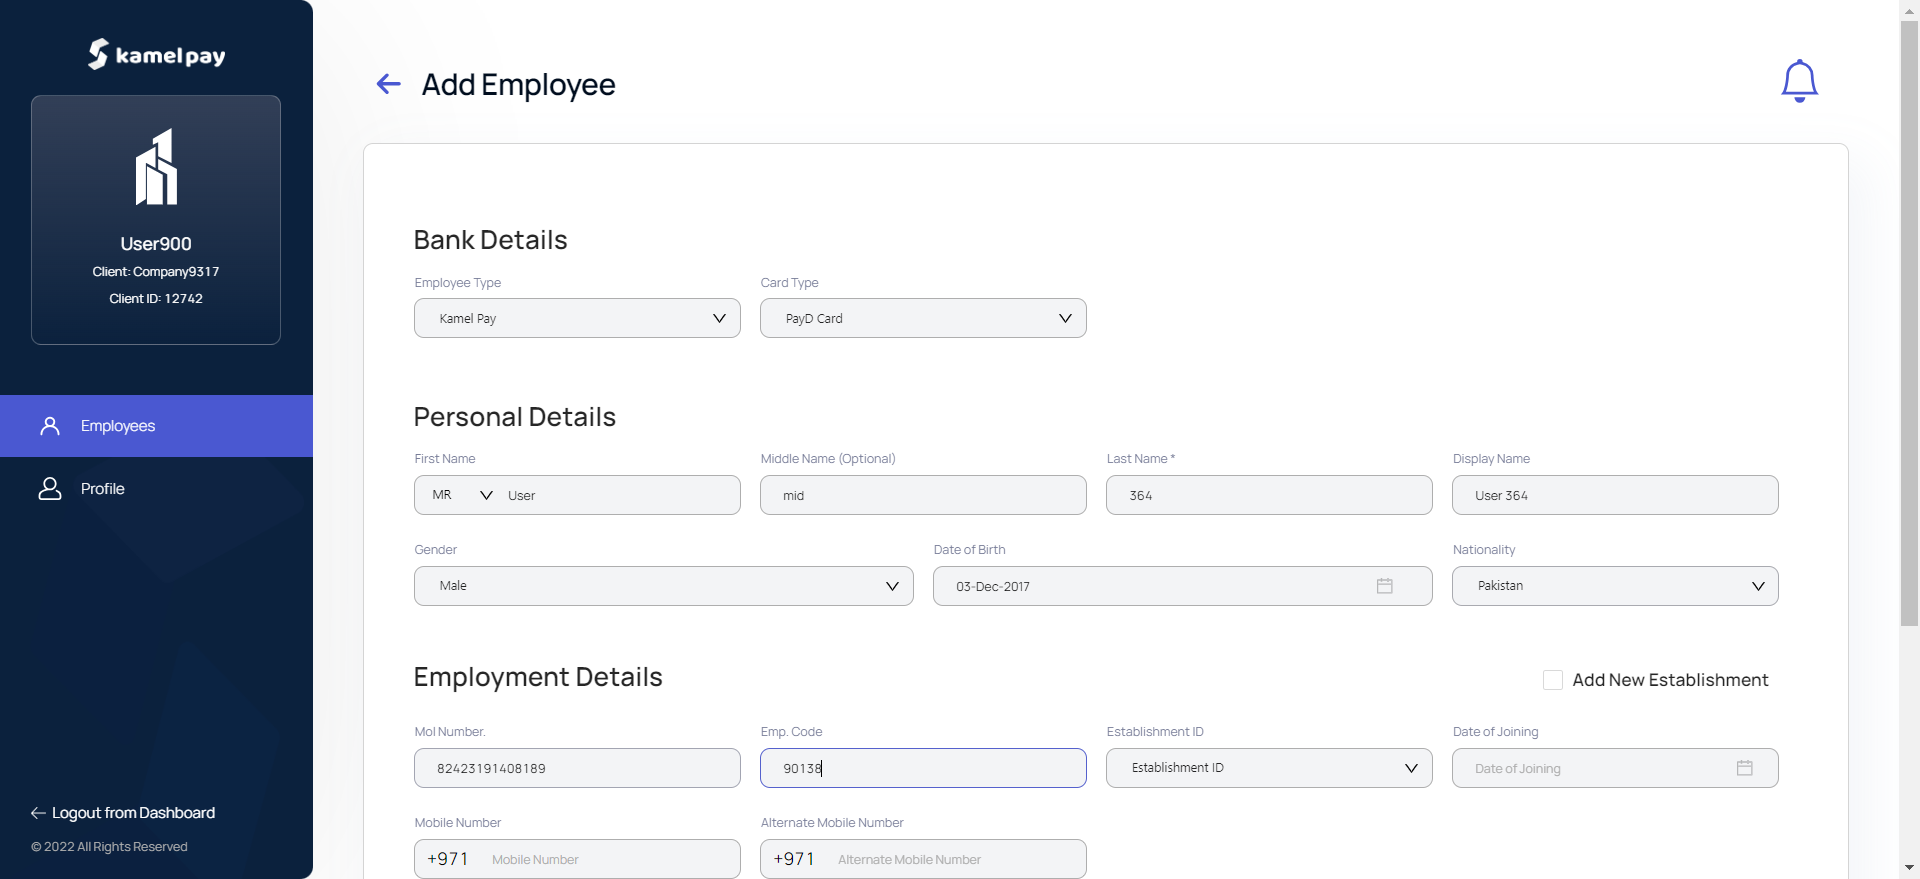 kamelpay
User900
Client: Company9317
Client ID: 12742
Employees
Profile
Logout from Dashboard
© 2022 All Rights Reserved
Add Employee
Bank Details
Employee Type
Card Type
Kamel Pay
PayD Card
Personal Details
First Name
Middle Name (Optional)
Last Name *
Display Name
MR
User
mid
364
User 364
Gender
Date of Birth
Nationality
Male
03-Dec-2017
Pakistan
Employment Details
Add New Establishment
Mol Number.
Emp. Code
Establishment ID
Date of Joining
82423191408189
90138
Establishment ID
Date of Joining
Mobile Number
Alternate Mobile Number
+971
Mobile Number
+971
Alternate Mobile Number